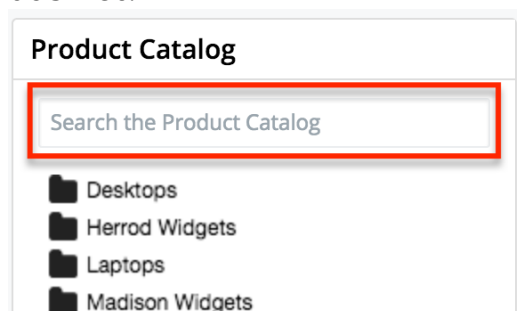 Product Catalog
Search the Product Catalog
Desktops
Herrod Widgets
Laptops
Madison Widgets